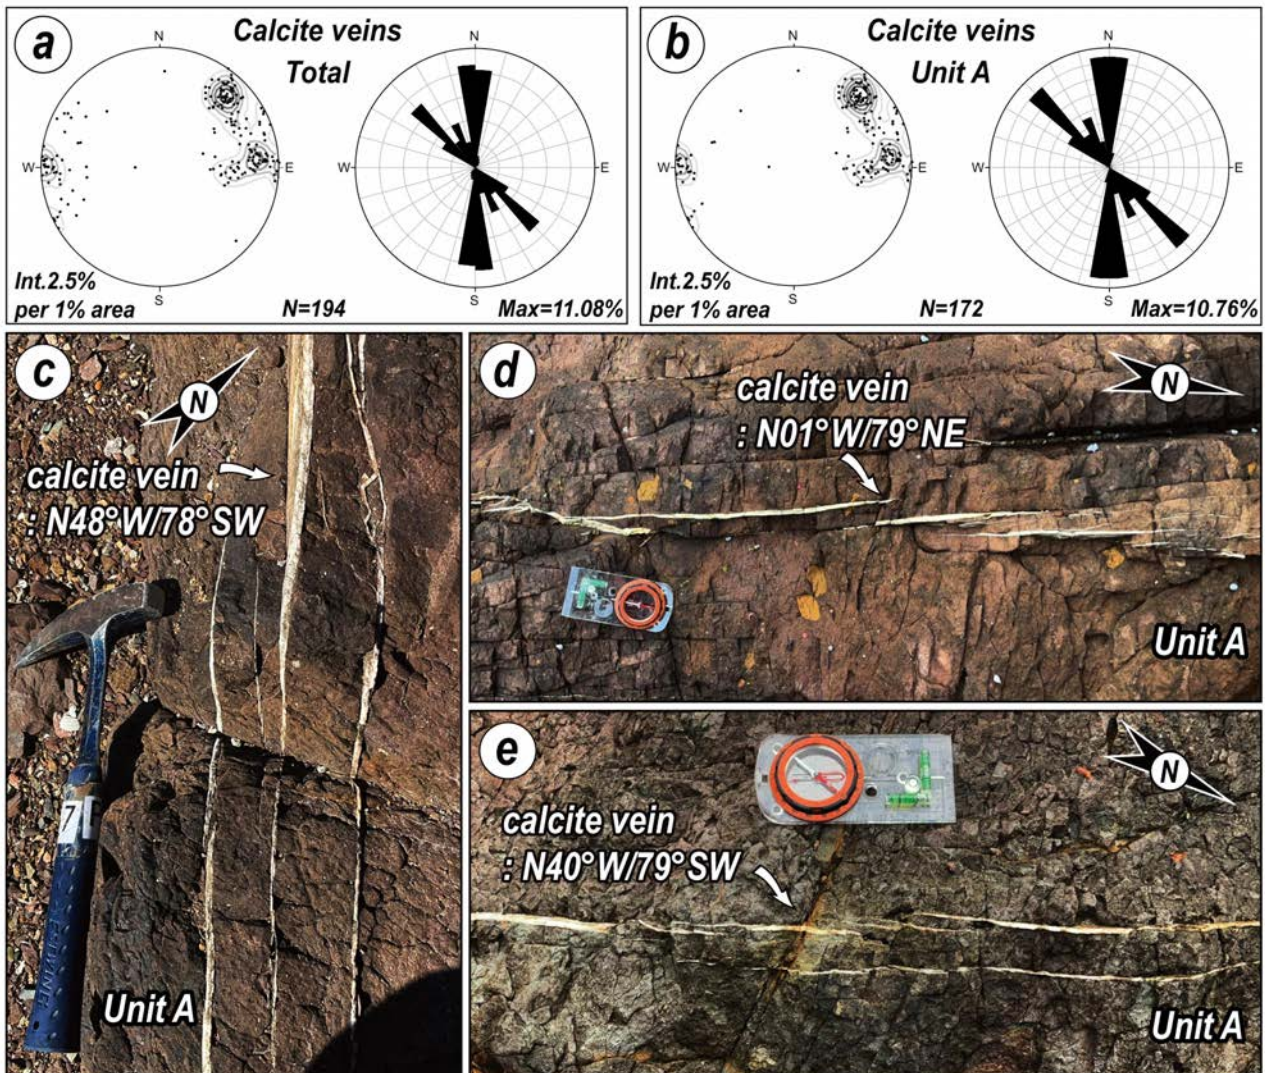 a
Calcite veins
Total
N
W
E
S
N
W
E
S
Int.2.5%
per 1% area
N=194
Max=11.08%
b
Calcite veins
Unit A
N
W
E
S
N
W
E
S
Int.2.5%
per 1% area
N=172
Max=10.76%
c
N
calcite vein
: N48°W/78°SW
7
ESTWING
Unit A
d
calcite vein
: N01°W/79°NE
N
Unit A
e
N
calcite vein
: N40°W/79°SW
Unit A